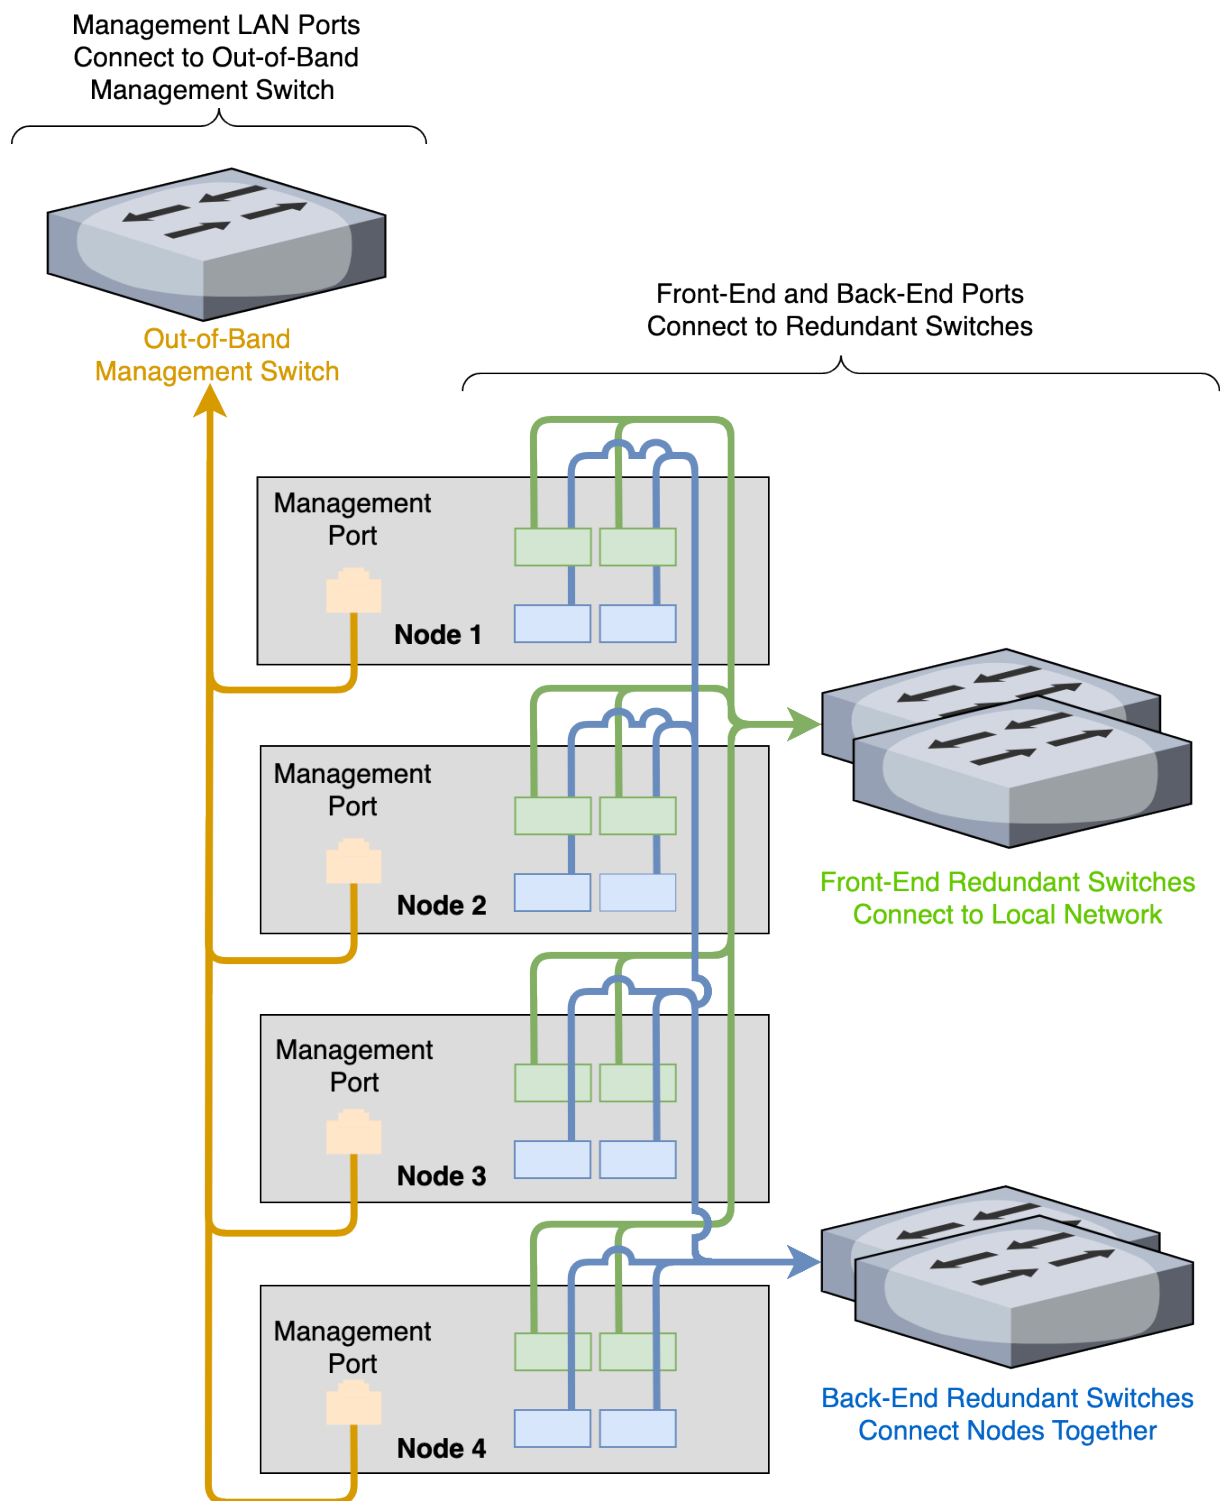 Management LAN Ports
Connect to Out-of-Band
Management Switch
Out-of-Band
Management Switch
Front-End and Back-End Ports
Connect to Redundant Switches
Management
Port
Node 1
Management
Port
Node 2
Front-End Redundant Switches
Connect to Local Network
Management
Port
Node 3
Management
Port
Node 4
Back-End Redundant Switches
Connect Nodes Together